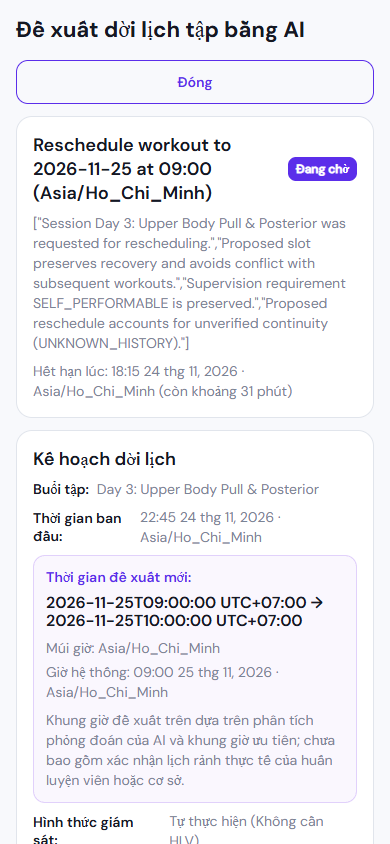 Đề xuất dời lịch tập bằng AI
Đóng
Reschedule workout to
2026-11-25 at 09:00
(Asia/Ho_Chi_Minh)
Đang chờ
["Session Day 3: Upper Body Pull & Posterior was
requested for rescheduling.","Proposed slot
preserves recovery and avoids conflict with
subsequent workouts.","Supervision requirement
SELF_PERFORMABLE is preserved.","Proposed
reschedule accounts for unverified continuity
(UNKNOWN_HISTORY)."]
Hết hạn lúc: 18:15 24 thg 11, 2026 ·
Asia/Ho_Chi_Minh (còn khoảng 31 phút)
Kế hoạch dời lịch
Buổi tập: Day 3: Upper Body Pull & Posterior
Thời gian ban
đầu:
22:45 24 thg 11, 2026 ·
Asia/Ho_Chi_Minh
Thời gian đề xuất mới:
2026-11-25T09:00:00 UTC+07:00 →
2026-11-25T10:00:00 UTC+07:00
Múi giờ: Asia/Ho_Chi_Minh
Giờ hệ thống: 09:00 25 thg 11, 2026 ·
Asia/Ho_Chi_Minh
Khung giờ đề xuất trên dựa trên phân tích
phỏng đoán của AI và khung giờ ưu tiên; chưa
bao gồm xác nhận lịch rảnh thực tế của huấn
luyện viên hoặc cơ sở.
Hình thức giám
sát:
Tự thực hiện (Không cần
HLV)